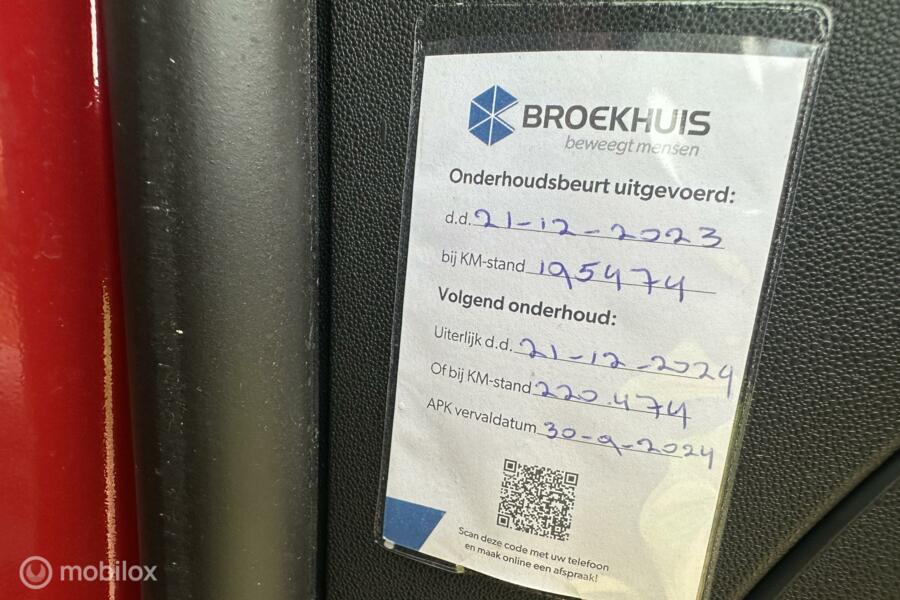 BROEKHUIS
beweegt mensen
Onderhoudsbeurt uitgevoerd:
d.d. 21-12-2023
bij KM-stand 195474
Volgend onderhoud:
Uiterlijk d.d. 21-12-2024
Of bij KM-stand 220.474
APK vervaldatum 30-9-2024
Scan deze code met uw telefoon
en maak online een afspraak!
mobilox